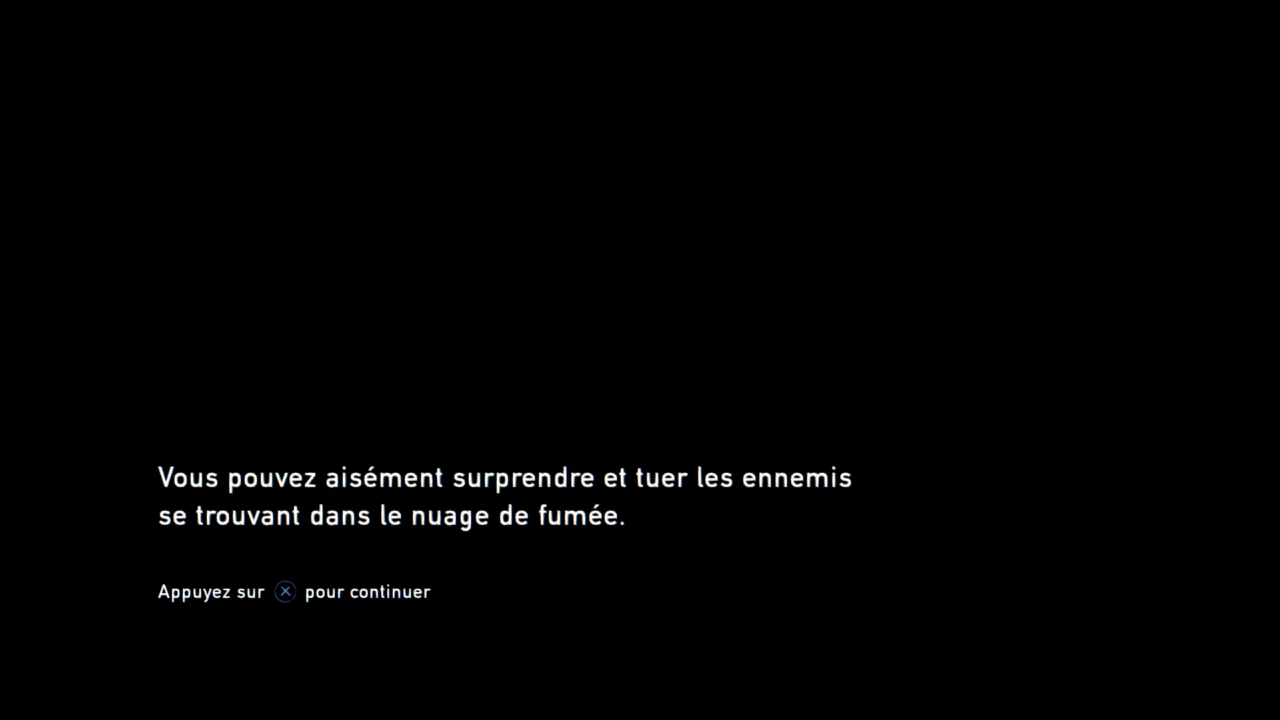 Vous pouvez aisément surprendre et tuer les ennemis
se trouvant dans le nuage de fumée.
Appuyez sur ⓧ pour continuer